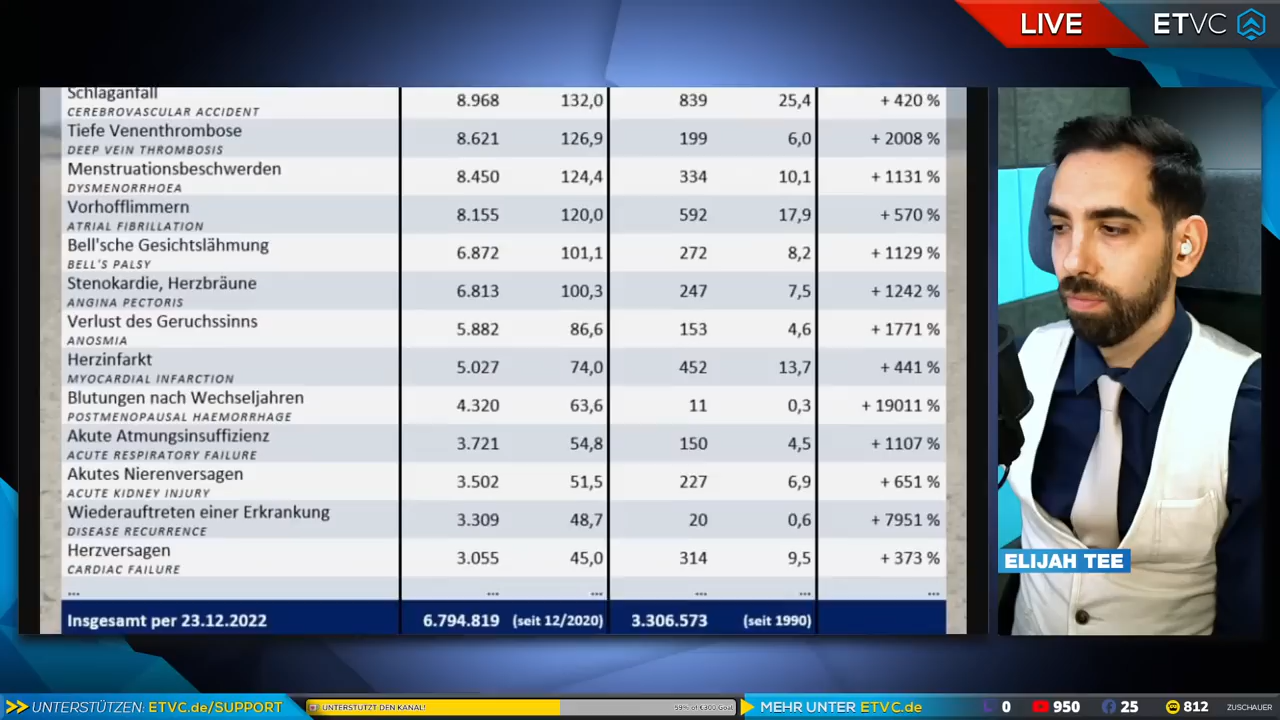 LIVE
ETVC
Schlaganfall 8.968 132,0 839 25,4 + 420 %
CEREBROVASCULAR ACCIDENT
Tiefe Venenthrombose 8.621 126,9 199 6,0 + 2008 %
DEEP VEIN THROMBOSIS
Menstruationsbeschwerden 8.450 124,4 334 10,1 + 1131 %
DYSMENORRHOEA
Vorhofflimmern 8.155 120,0 592 17,9 + 570 %
ATRIAL FIBRILLATION
Bell'sche Gesichtslähmung 6.872 101,1 272 8,2 + 1129 %
BELL'S PALSY
Stenokardie, Herzbräune 6.813 100,3 247 7,5 + 1242 %
ANGINA PECTORIS
Verlust des Geruchssinns 5.882 86,6 153 4,6 + 1771 %
ANOSMIA
Herzinfarkt 5.027 74,0 452 13,7 + 441 %
MYOCARDIAL INFARCTION
Blutungen nach Wechseljahren 4.320 63,6 11 0,3 + 19011 %
POSTMENOPAUSAL HAEMORRHAGE
Akute Atmungsinsuffizienz 3.721 54,8 150 4,5 + 1107 %
ACUTE RESPIRATORY FAILURE
Akutes Nierenversagen 3.502 51,5 227 6,9 + 651 %
ACUTE KIDNEY INJURY
Wiederauftreten einer Erkrankung 3.309 48,7 20 0,6 + 7951 %
DISEASE RECURRENCE
Herzversagen 3.055 45,0 314 9,5 + 373 %
CARDIAC FAILURE
... ... ... ... ... ...
Insgesamt per 23.12.2022 6.794.819 (seit 12/2020) 3.306.573 (seit 1990)
ELIJAH TEE
UNTERSTÜTZEN: ETVC.de/SUPPORT
UNTERSTÜTZT DEN KANAL! 59% of €300 Goal
MEHR UNTER ETVC.de
0 950 25 812 ZUSCHAUER